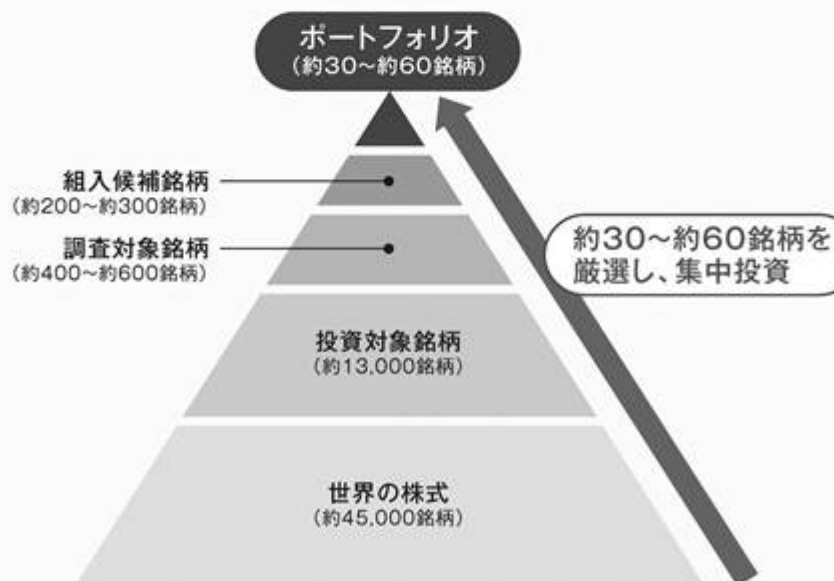 ポートフォリオ
(約30〜約60銘柄)
組入候補銘柄
(約200〜約300銘柄)
調査対象銘柄
(約400〜約600銘柄)
約30〜約60銘柄を
厳選し、集中投資
投資対象銘柄
(約13,000銘柄)
世界の株式
(約45,000銘柄)